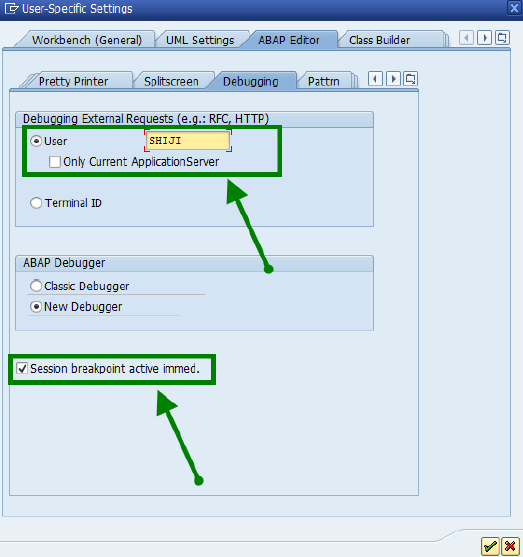 User-Specific Settings
Workbench (General) UML Settings ABAP Editor Class Builder
Pretty Printer Splitscreen Debugging Pattrn
Debugging External Requests (e.g.: RFC, HTTP)
User SHIJI
Only Current ApplicationServer
Terminal ID
ABAP Debugger
Classic Debugger
New Debugger
Session breakpoint active immed.